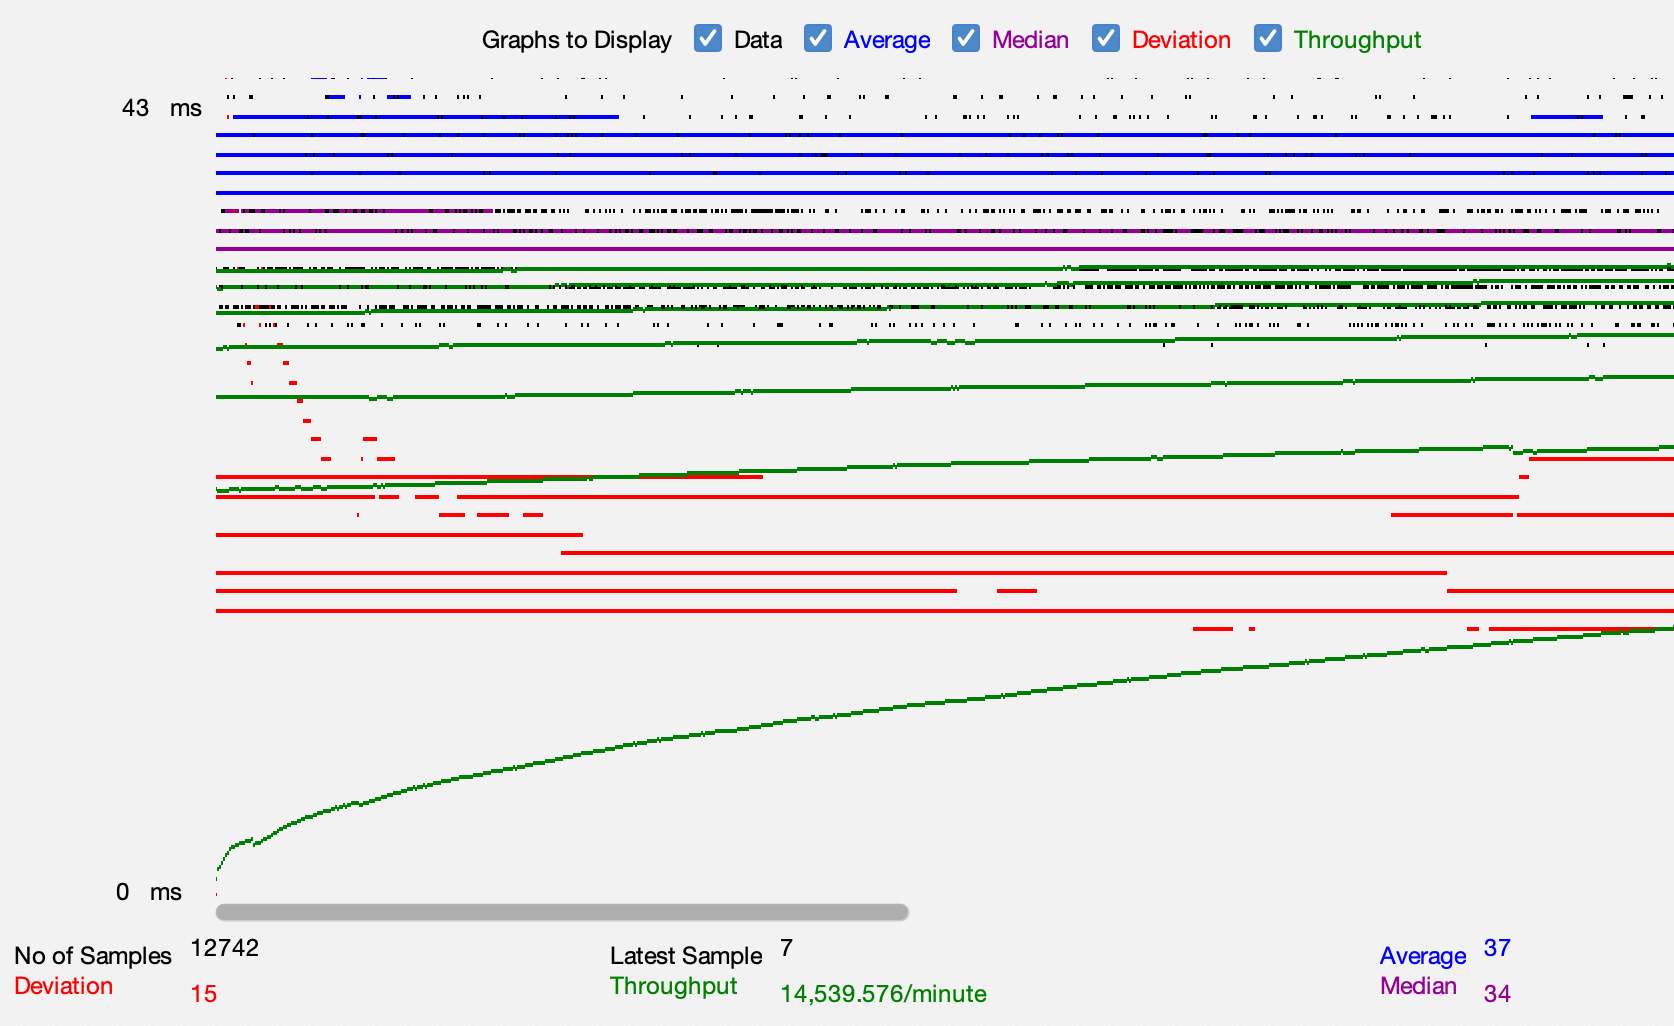 Graphs to Display Data Average Median Deviation Throughput
43 ms
0 ms
No of Samples 12742 Latest Sample 7 Average 37
Deviation 15 Throughput 14,539.576/minute Median 34